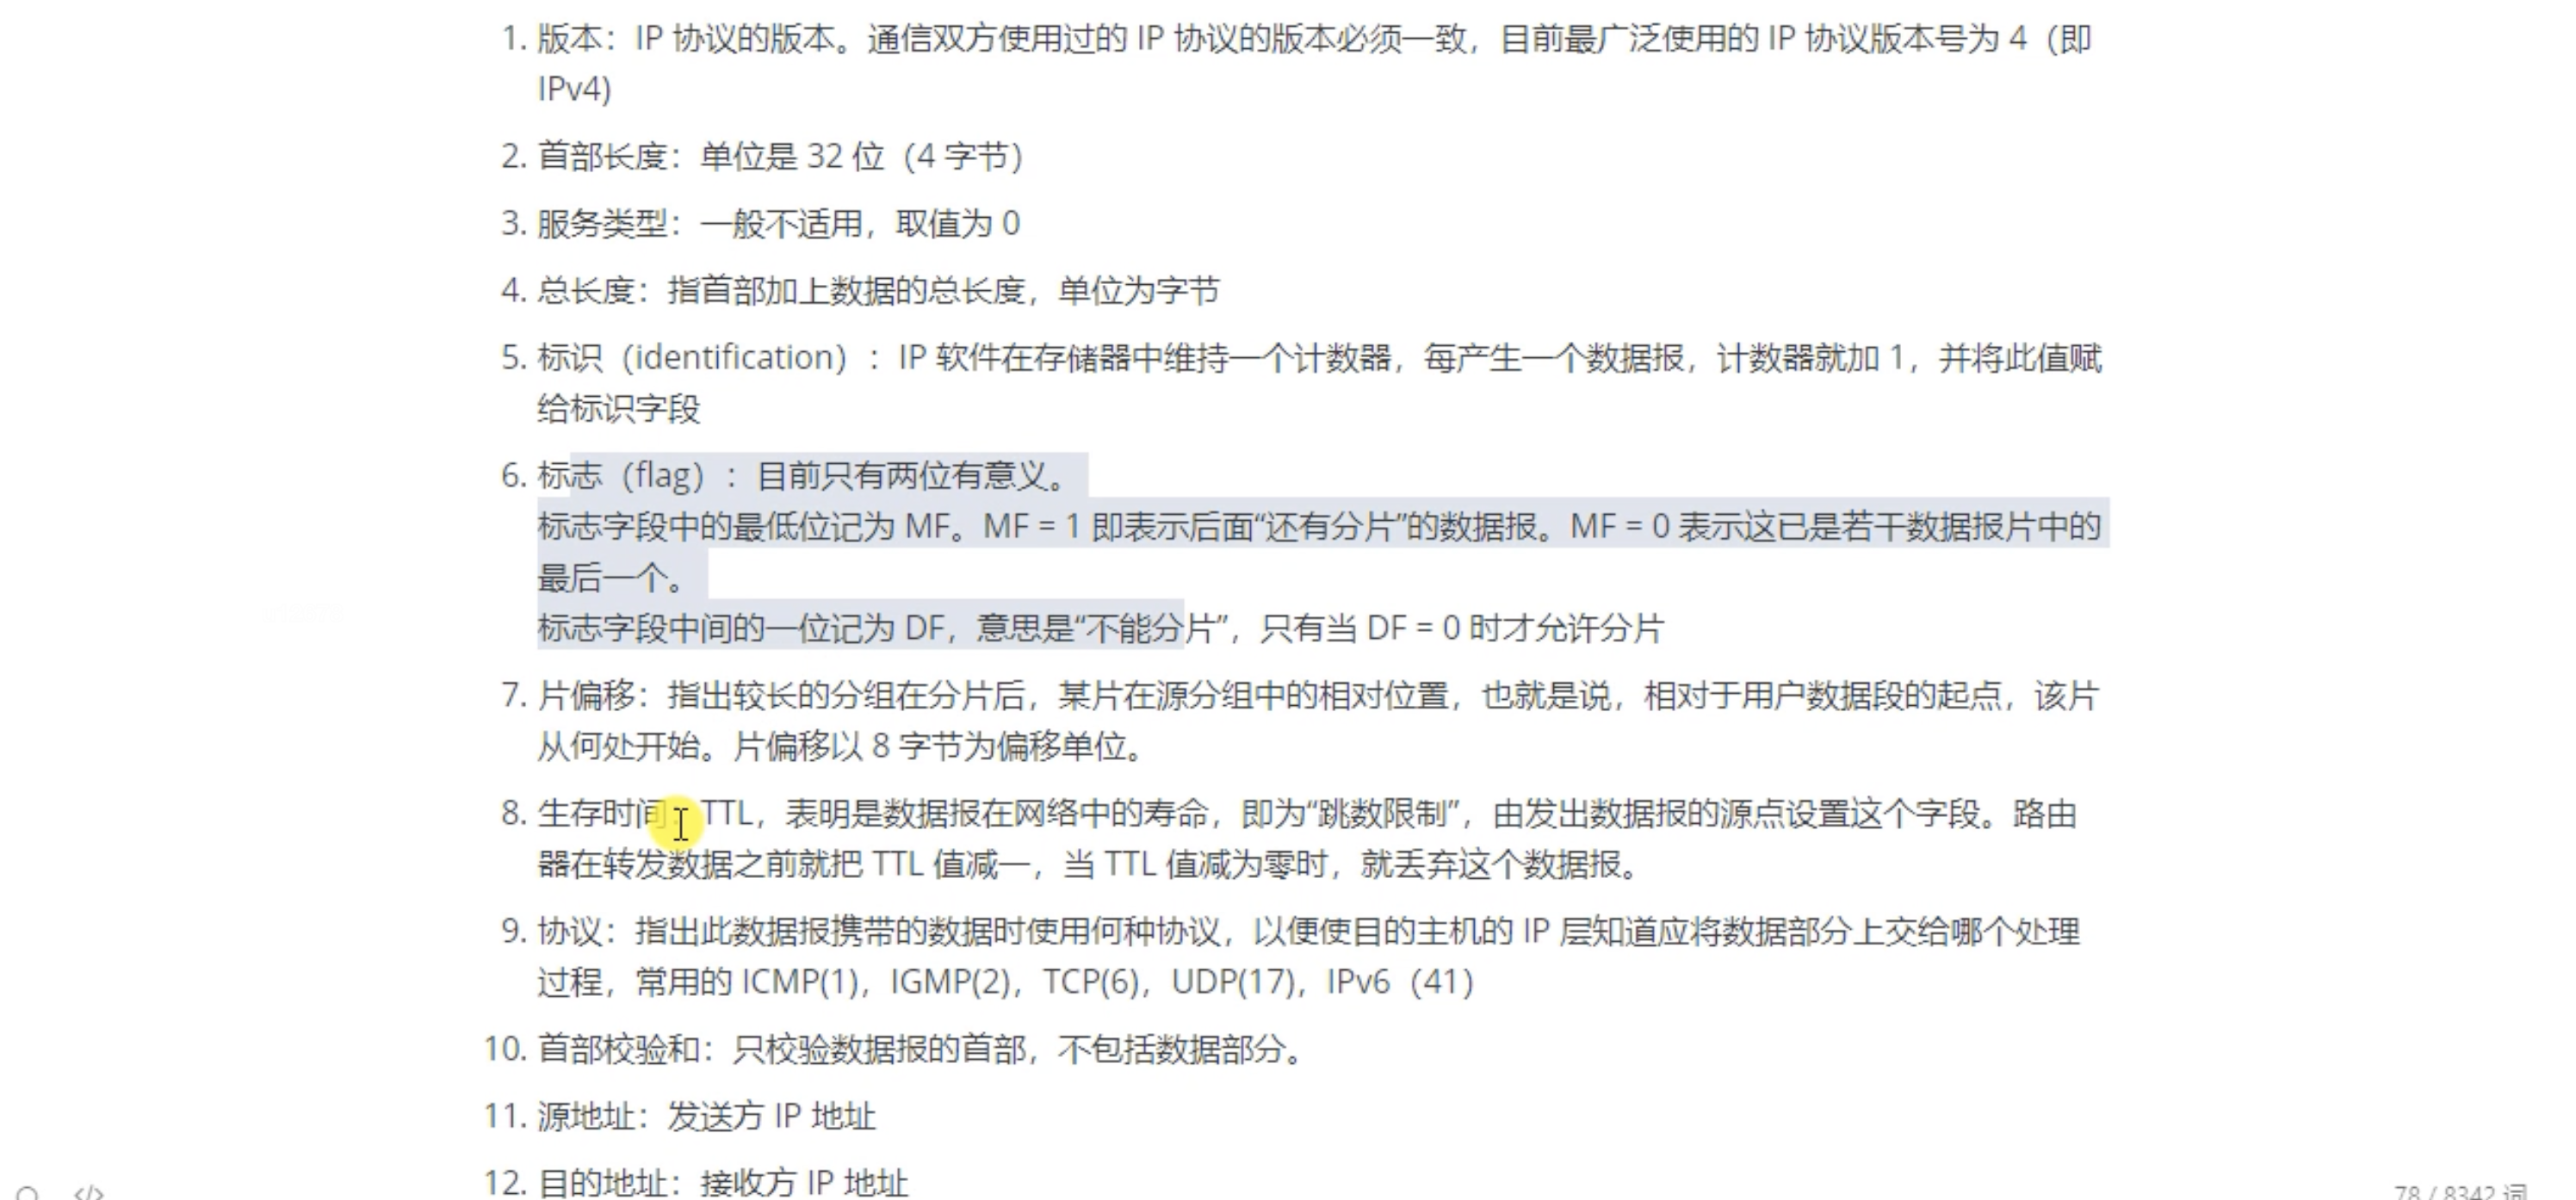 1. 版本：IP 协议的版本。通信双方使用过的 IP 协议的版本必须一致，目前最广泛使用的 IP 协议版本号为 4（即
IPv4)
2. 首部长度：单位是 32 位（4 字节）
3. 服务类型：一般不适用，取值为 0
4. 总长度：指首部加上数据的总长度，单位为字节
5. 标识（identification）：IP 软件在存储器中维持一个计数器，每产生一个数据报，计数器就加 1，并将此值赋
给标识字段
6. 标志（flag）：目前只有两位有意义。
标志字段中的最低位记为 MF。MF = 1 即表示后面“还有分片”的数据报。MF = 0 表示这已是若干数据报片中的
最后一个。
标志字段中间的一位记为 DF，意思是“不能分片”，只有当 DF = 0 时才允许分片
7. 片偏移：指出较长的分组在分片后，某片在源分组中的相对位置，也就是说，相对于用户数据段的起点，该片
从何处开始。片偏移以 8 字节为偏移单位。
8. 生存时间：TTL，表明是数据报在网络中的寿命，即为“跳数限制”，由发出数据报的源点设置这个字段。路由
器在转发数据之前就把 TTL 值减一，当 TTL 值减为零时，就丢弃这个数据报。
9. 协议：指出此数据报携带的数据时使用何种协议，以便使目的主机的 IP 层知道应将数据部分上交给哪个处理
过程，常用的 ICMP(1)，IGMP(2)，TCP(6)，UDP(17)，IPv6（41）
10. 首部校验和：只校验数据报的首部，不包括数据部分。
11. 源地址：发送方 IP 地址
12. 目的地址：接收方 IP 地址
78 / 8342 词